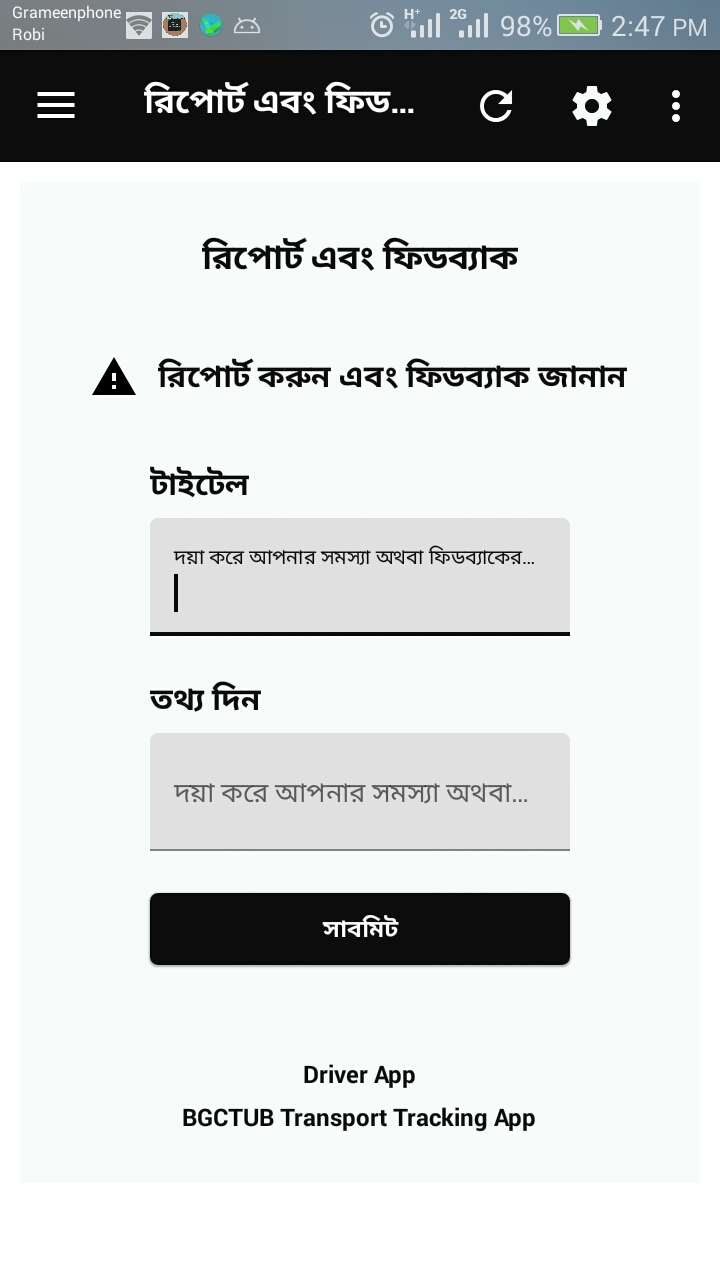 Grameenphone
Robi
H+
2G
98%
2:47 PM
রিপোর্ট এবং ফিড...
রিপোর্ট এবং ফিডব্যাক
রিপোর্ট করুন এবং ফিডব্যাক জানান
টাইটেল
দয়া করে আপনার সমস্যা অথবা ফিডব্যাকের...
তথ্য দিন
দয়া করে আপনার সমস্যা অথবা...
সাবমিট
Driver App
BGCTUB Transport Tracking App